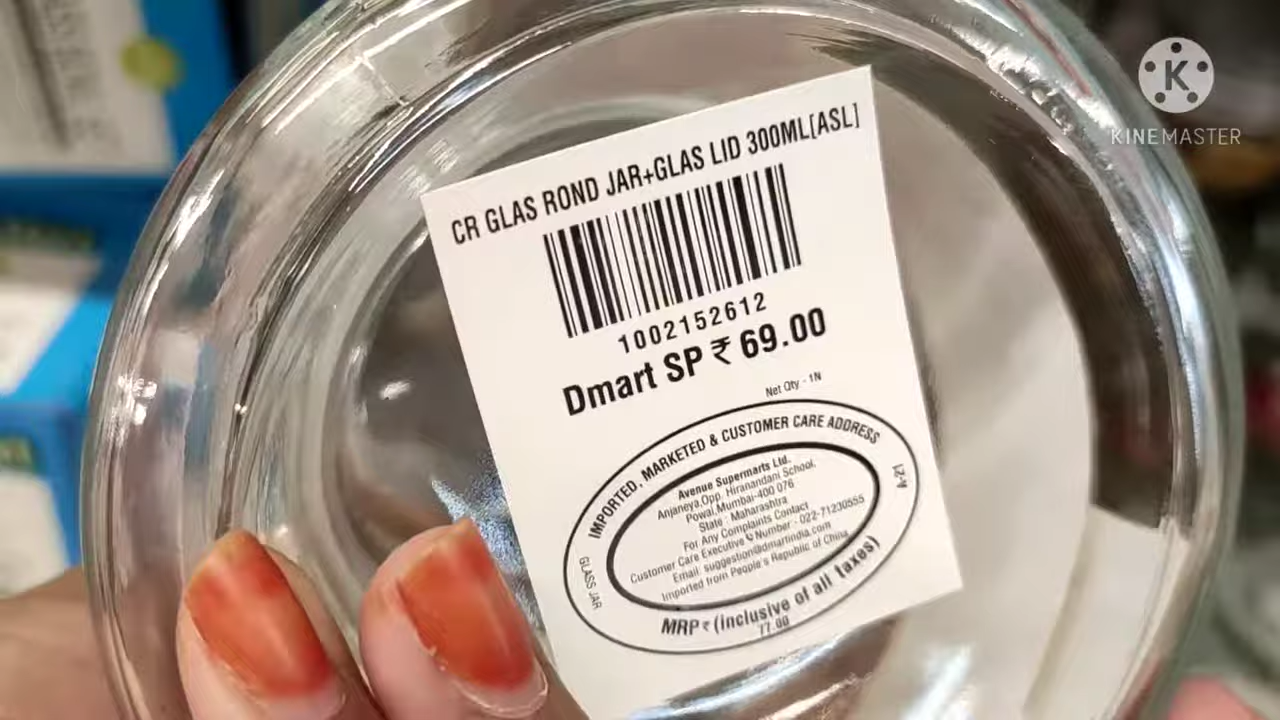 CR GLAS ROND JAR+GLAS LID 300ML[ASL]
1002152612
Dmart SP ₹ 69.00
Net Qty - 1N
IMPORTED, MARKETED & CUSTOMER CARE ADDRESS
Avenue Supermarts Ltd.
Anjaneya,Opp. Hiranandani School,
Powai,Mumbai-400 076
State : Maharashtra
For Any Complaints Contact
Customer Care Executive Number - 022-71230555
Email: suggestion@dmartindia.com
Imported from People's Republic of China
GLASS JAR
A-21
MRP ₹ (inclusive of all taxes)
77.00
K
KINEMASTER